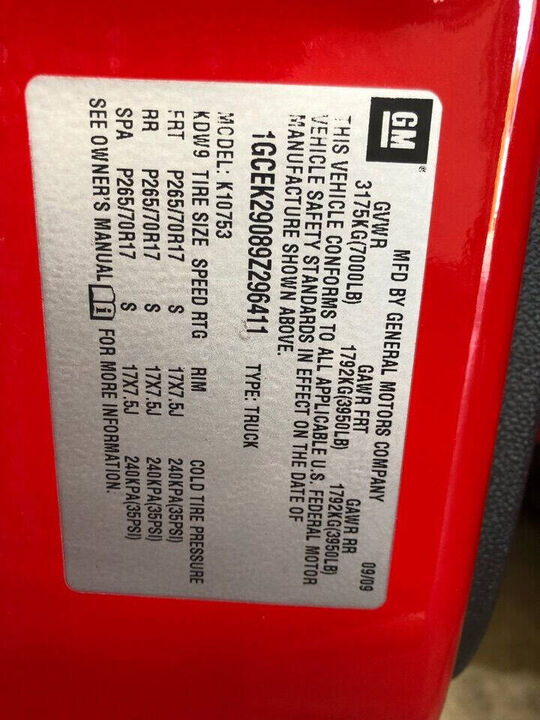 GM®
MFD BY GENERAL MOTORS COMPANY 09/09
GVWR GAWR FRT GAWR RR
3175KG(7000LB) 1792KG(3950LB) 1792KG(3950LB)
THIS VEHICLE CONFORMS TO ALL APPLICABLE U.S. FEDERAL MOTOR
VEHICLE SAFETY STANDARDS IN EFFECT ON THE DATE OF
MANUFACTURE SHOWN ABOVE.
1GCEK29089Z296411 TYPE: TRUCK
MODEL: K10753
KDW9 TIRE SIZE SPEED RTG RIM COLD TIRE PRESSURE
FRT P265/70R17 S 17X7.5J 240KPA(35PSI)
RR P265/70R17 S 17X7.5J 240KPA(35PSI)
SPA P265/70R17 S 17X7.5J 240KPA(35PSI)
SEE OWNER'S MANUAL FOR MORE INFORMATION.